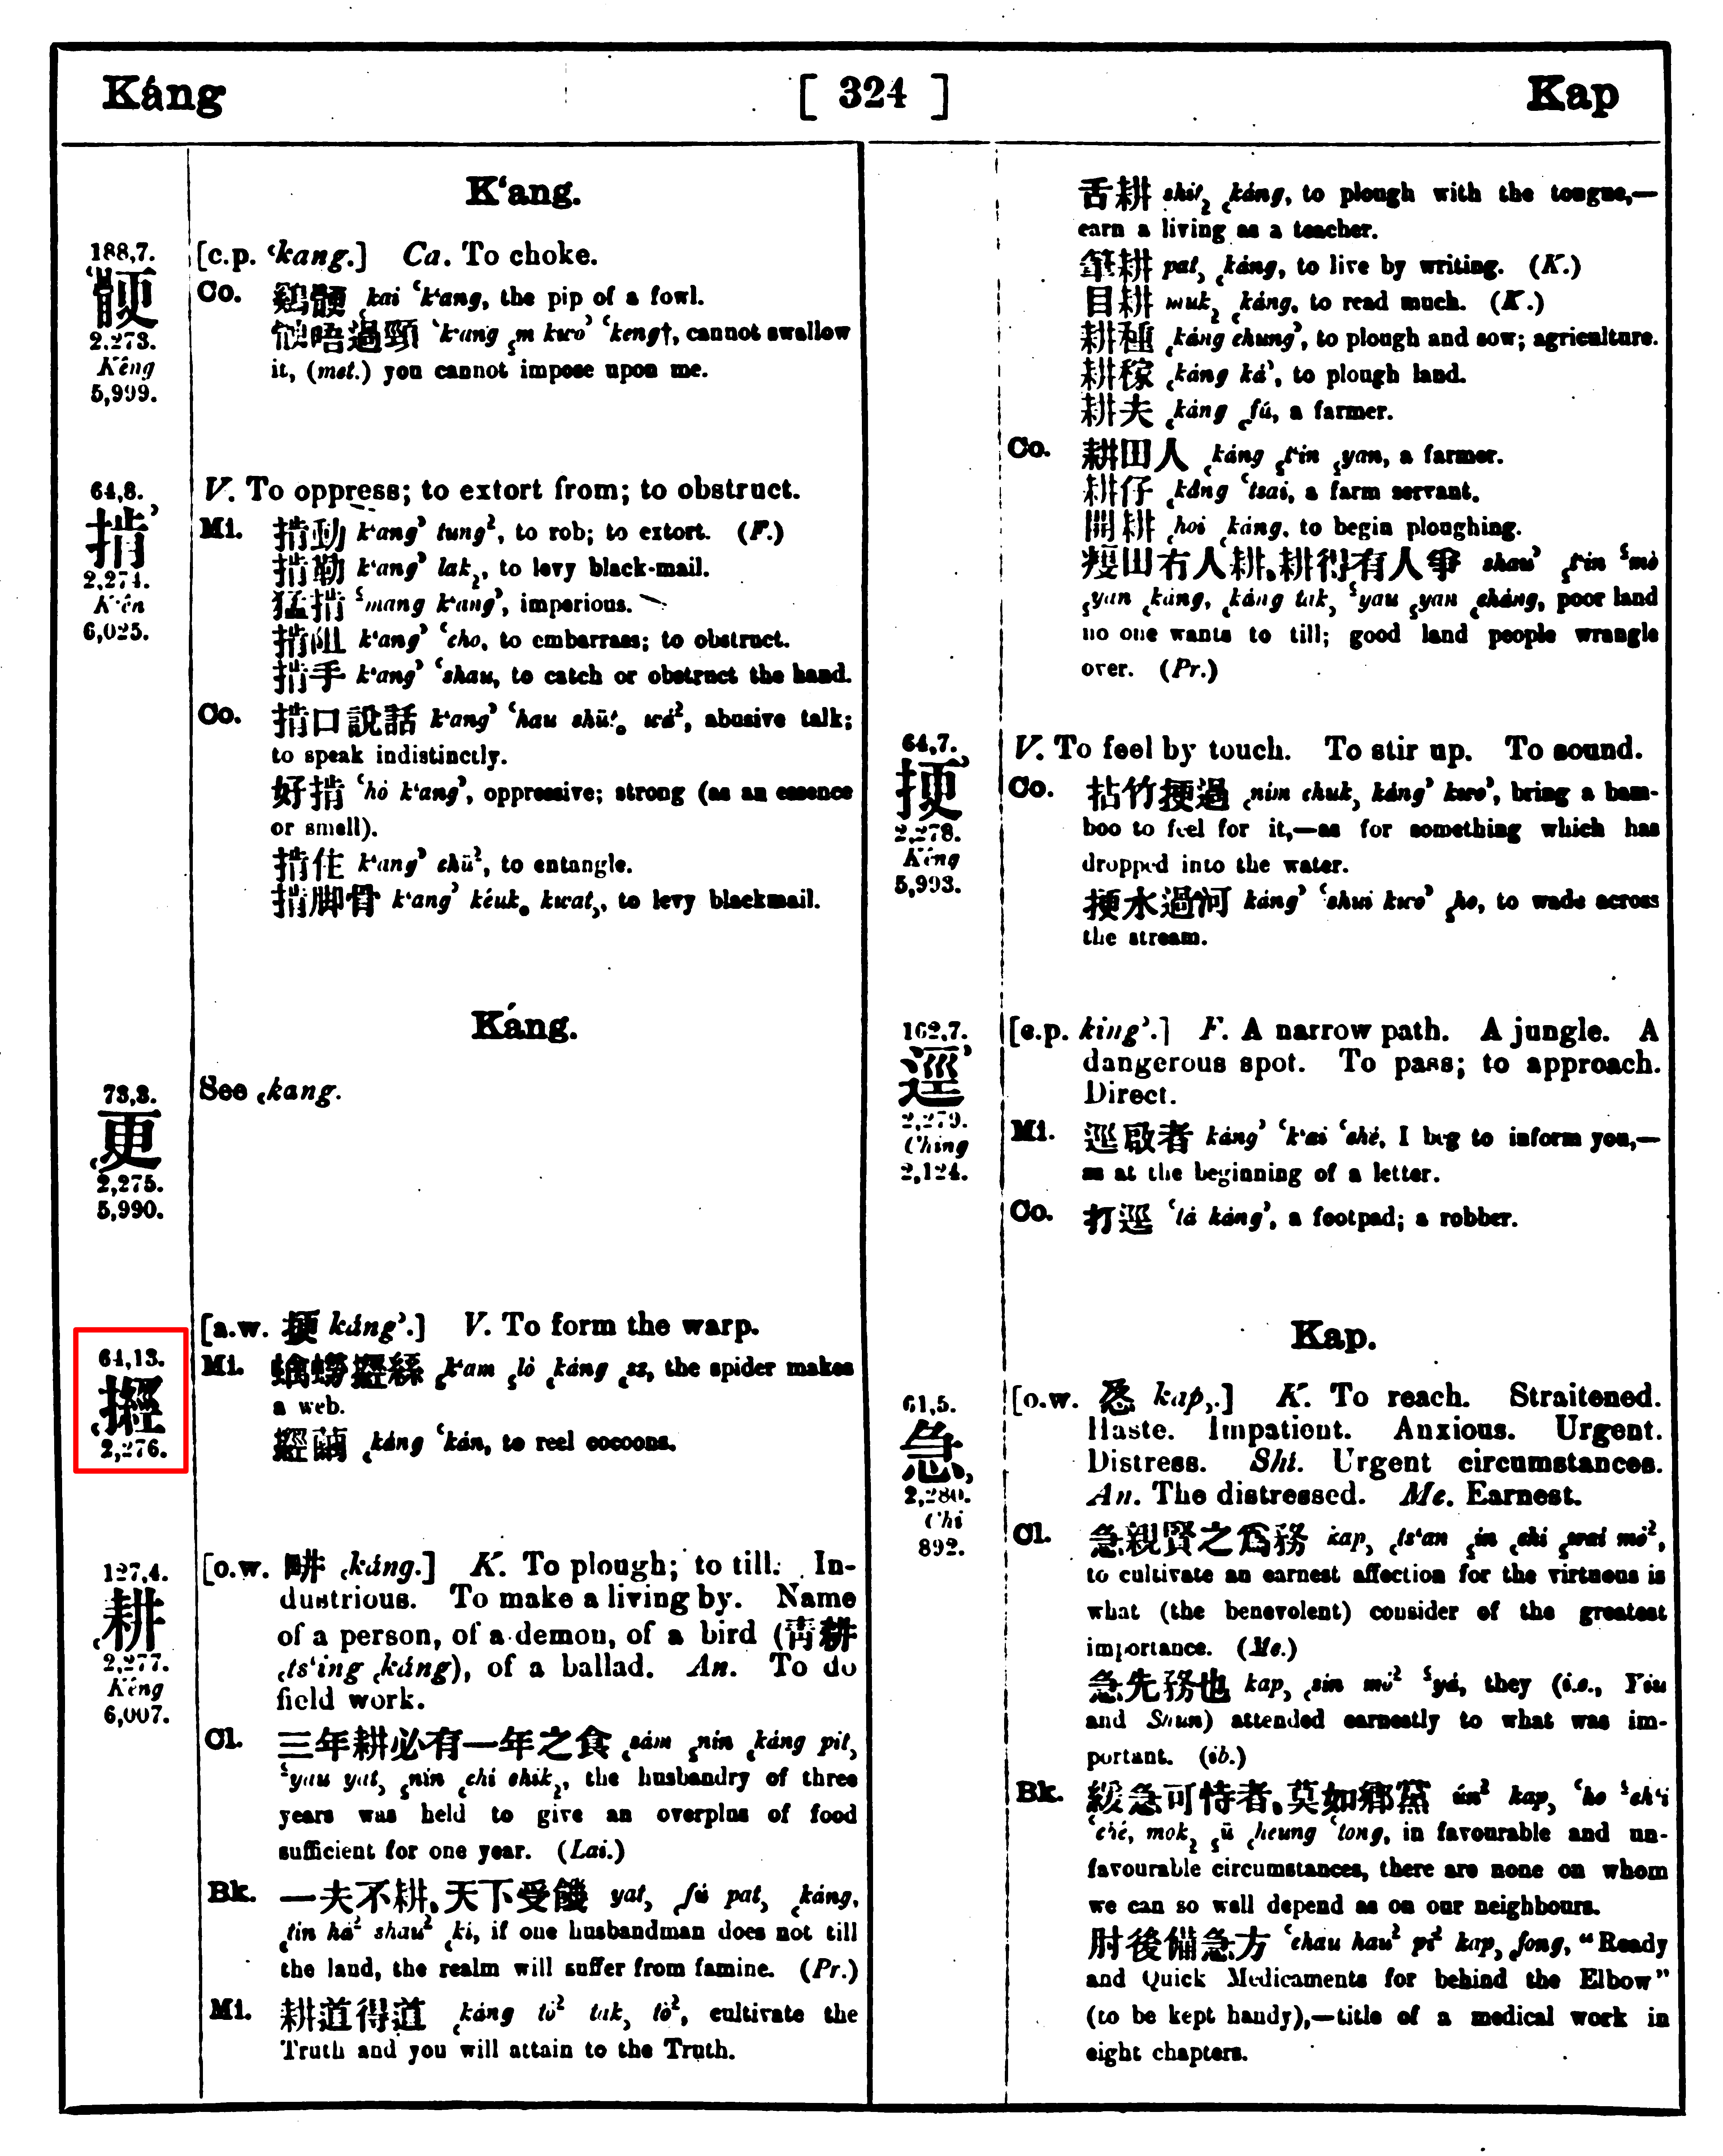 Káng
[ 324 ]
Kap
K‘ang.
188,7.
骾
2,273.
Kêng
5,999.
[c.p. ‘kang.] Ca. To choke.
Co. 鷄骾 ͵kai ‘k‘ang, the pip of a fowl.
唔過頸 ‘k‘ang ͵m kwo’ ‘keng†, cannot swallow
it, (met.) you cannot impose upon me.
64,8.
掯’
2,274.
K‘ên
6,025.
V. To oppress; to extort from; to obstruct.
Mi. 掯勒 k‘ang’ lak͵, to levy black-mail.
掯動 k‘ang’ tung², to rob; to extort. (F.)
猛掯 ‘mang k‘ang’, imperious.
掯阻 k‘ang’ ‘cho, to embarrass; to obstruct.
掯手 k‘ang’ ‘shau, to catch or obstruct the hand.
Co. 掯口說話 k‘ang’ ‘hau shüt。 wá², abusive talk;
to speak indistinctly.
好掯 ‘hò k‘ang’, oppressive; strong (as an essence
or smell).
掯住 k‘ang’ chü², to entangle.
掯脚骨 k‘ang’ kéuk。 kwat͵, to levy blackmail.
Káng.
73,3.
͵更
2,275.
5,990.
See ͵kang.
64,13.
͵㨘
2,276.
[a.w. 挭 káng’.] V. To form the warp.
Mi. ͵k‘am ͵lò ͵káng ͵sz, the spider makes
a web.
͵káng ‘kán, to reel cocoons.
127,4.
͵耕
2,277.
Kêng
6,007.
[o.w. 畊 ͵káng.] K. To plough; to till. In-
dustrious. To make a living by. Name
of a person, of a demon, of a bird (靑耕
͵ts‘ing ͵káng), of a ballad. An. To do
field work.
Cl. 三年耕必有一年之食 ͵sám ͵nin ͵káng pit͵
‘yau yat͵ ͵nin ͵chi shik͵, the husbandry of three
years was held to give an overplus of food
sufficient for one year. (Lai.)
Bk. 一夫不耕、天下受饑 yat͵ ͵fú pat͵ ͵káng,
͵tin há² shau² ͵ki, if one husbandman does not till
the land, the realm will suffer from famine. (Pr.)
Mi. 耕道得道 ͵káng tò² tak͵ tò², cultivate the
Truth and you will attain to the Truth.
舌耕 shit͵ ͵káng, to plough with the tongue,—
earn a living as a teacher.
筆耕 pat͵ ͵káng, to live by writing. (K.)
目耕 muk͵ ͵káng, to read much. (K.)
耕種 ͵káng chung’, to plough and sow; agriculture.
耕稼 ͵káng ká’, to plough land.
耕夫 ͵káng ͵fú, a farmer.
Co. 耕田人 ͵káng ͵t‘in ͵yan, a farmer.
耕仔 ͵káng ‘tsai, a farm servant.
開耕 ͵hoi ͵káng, to begin ploughing.
瘦田冇人耕、耕得有人爭 shau’ ͵t‘in ‘mò
͵yan ͵káng, ͵káng tak͵ ‘yau ͵yan ͵cháng, poor land
no one wants to till; good land people wrangle
over. (Pr.)
64,7.
挭’
2,278.
Kêng
5,993.
V. To feel by touch. To stir up. To sound.
Co. 拈竹挭過 ͵nim chuk͵ káng’ kwo’, bring a bam-
boo to feel for it,—as for something which has
dropped into the water.
挭水過河 káng’ ‘shui kwo’ ͵ho, to wade across
the stream.
162,7.
逕’
2,279.
Ching
2,124.
[e.p. king’.] F. A narrow path. A jungle. A
dangerous spot. To pass; to approach.
Direct.
Mi. 逕啟者 káng’ ‘k‘ai ‘ché, I beg to inform you,—
as at the beginning of a letter.
Co. 打逕 ‘tá káng’, a footpad; a robber.
Kap.
61,5.
急͵
2,280.
Chi
892.
[o.w. kap͵.] K. To reach. Straitened.
Haste. Impatient. Anxious. Urgent.
Distress. Shi. Urgent circumstances.
An. The distressed. Me. Earnest.
Cl. 急親賢之爲務 kap͵ ͵ts‘an ͵in ͵chi ͵wai mò²,
to cultivate an earnest affection for the virtuous is
what (the benevolent) consider of the greatest
importance. (Me.)
急先務也 kap͵ ͵sin mò² ‘yá, they (i.e., Yiu
and Shun) attended earnestly to what was im-
portant. (ib.)
Bk. 緩急可恃者、莫如鄉黨 ún² kap͵ ‘ho ‘ch‘i
‘ché, mok͵ ͵ü ͵heung ‘tong, in favourable and un-
favourable circumstances, there are none on whom
we can so well depend as on our neighbours.
肘後備急方 ‘chau hau² pi² kap͵ ͵fong, “Ready
and Quick Medicaments for behind the Elbow”
(to be kept handy),—title of a medical work in
eight chapters.